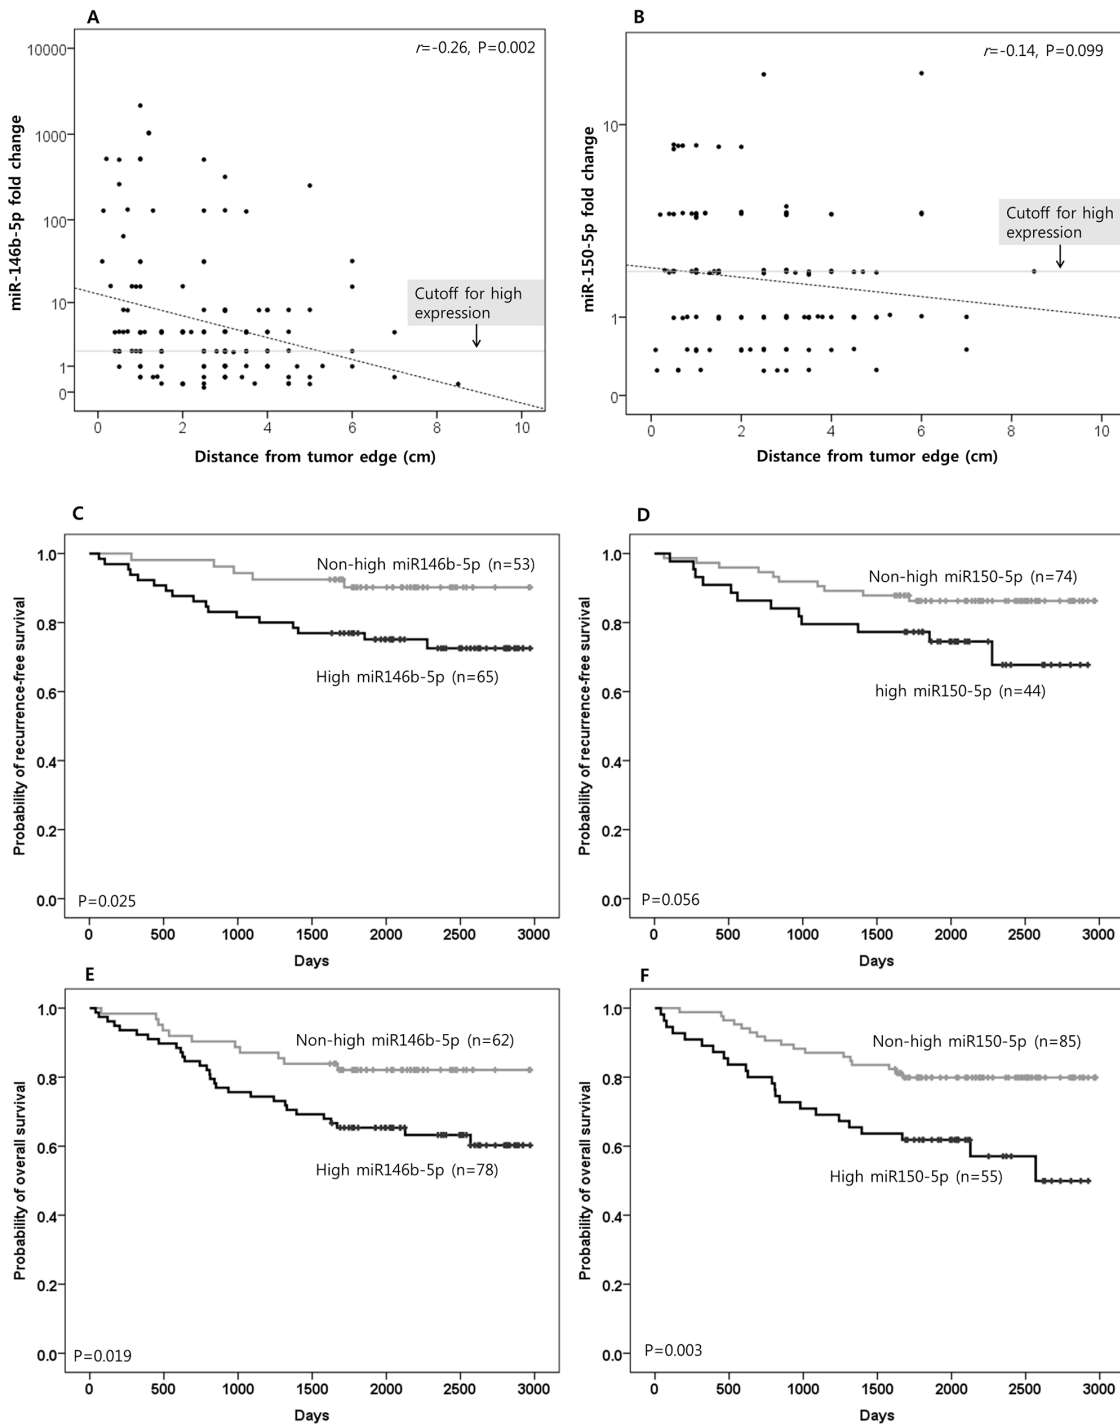 A
r=-0.26, P=0.002
miR-146b-5p fold change
10000
1000
100
10
1
0
Cutoff for high
expression
0 2 4 6 8 10
Distance from tumor edge (cm)
B
r=-0.14, P=0.099
miR-150-5p fold change
10
1
0
Cutoff for high
expression
0 2 4 6 8 10
Distance from tumor edge (cm)
C
Probability of recurrence-free survival
1.0
0.8
0.6
0.4
0.2
0.0
Non-high miR146b-5p (n=53)
High miR146b-5p (n=65)
P=0.025
0 500 1000 1500 2000 2500 3000
Days
D
Probability of recurrence-free survival
1.0
0.8
0.6
0.4
0.2
0.0
Non-high miR150-5p (n=74)
high miR150-5p (n=44)
P=0.056
0 500 1000 1500 2000 2500 3000
Days
E
Probability of overall survival
1.0
0.8
0.6
0.4
0.2
0.0
Non-high miR146b-5p (n=62)
High miR146b-5p (n=78)
P=0.019
0 500 1000 1500 2000 2500 3000
Days
F
Probability of overall survival
1.0
0.8
0.6
0.4
0.2
0.0
Non-high miR150-5p (n=85)
High miR150-5p (n=55)
P=0.003
0 500 1000 1500 2000 2500 3000
Days